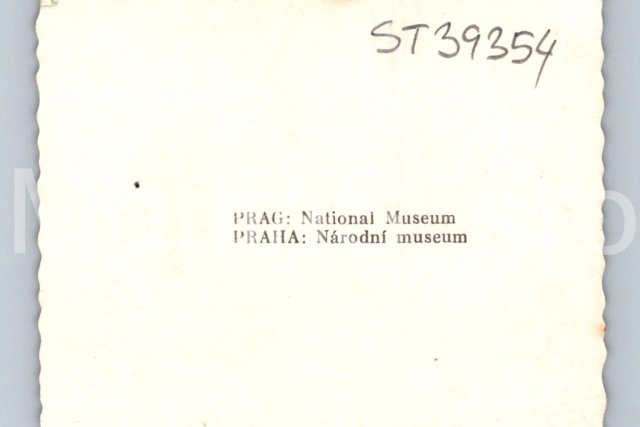 ST39354
PRAG: National Museum
PRAHA: Národní museum